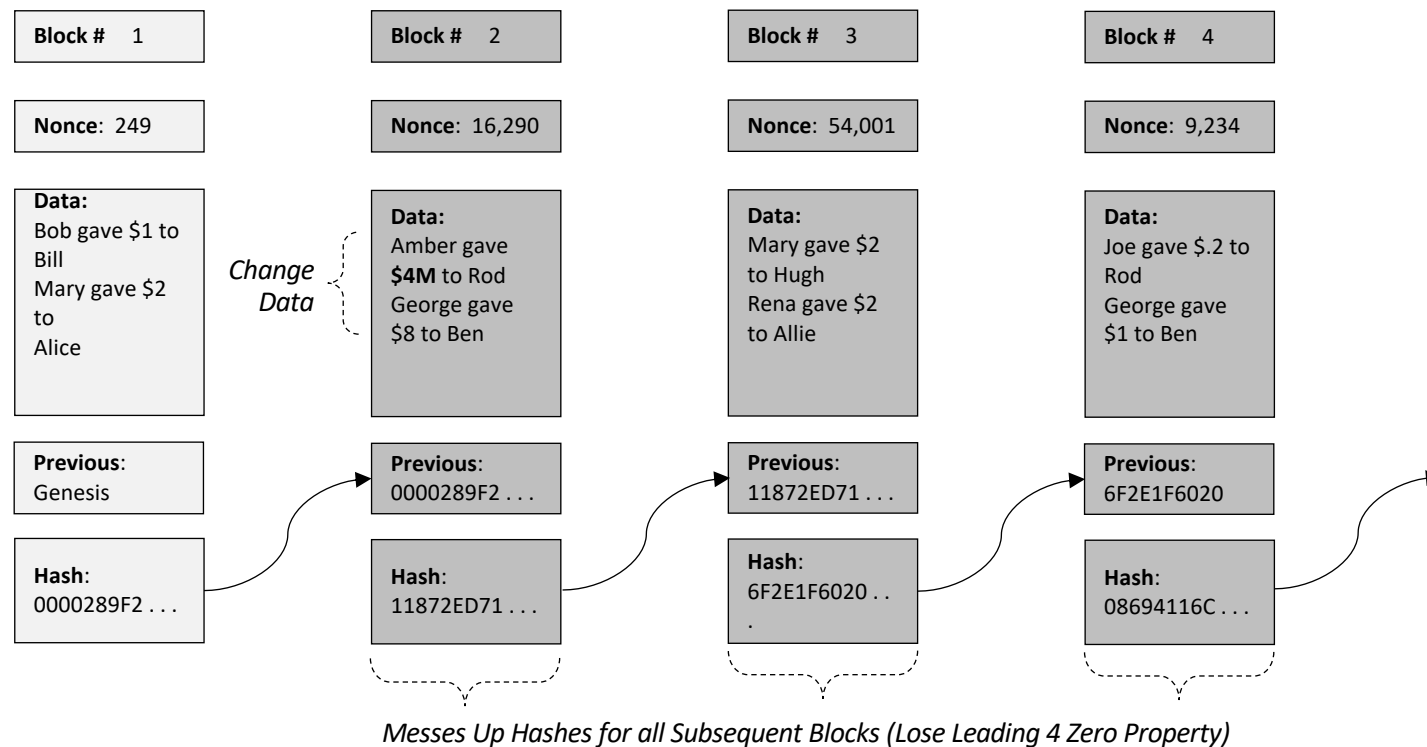 Block # 1
Block # 2
Block # 3
Block # 4
Nonce: 249
Nonce: 16,290
Nonce: 54,001
Nonce: 9,234
Data:
Bob gave $1 to
Bill
Mary gave $2
to
Alice
Change
Data
Data:
Amber gave
$4M to Rod
George gave
$8 to Ben
Data:
Mary gave $2
to Hugh
Rena gave $2
to Allie
Data:
Joe gave $.2 to
Rod
George gave
$1 to Ben
Previous:
Genesis
Previous:
0000289F2 . . .
Previous:
11872ED71 . . .
Previous:
6F2E1F6020
Hash:
0000289F2 . . .
Hash:
11872ED71 . . .
Hash:
6F2E1F6020 . .
.
Hash:
08694116C . . .
Messes Up Hashes for all Subsequent Blocks (Lose Leading 4 Zero Property)